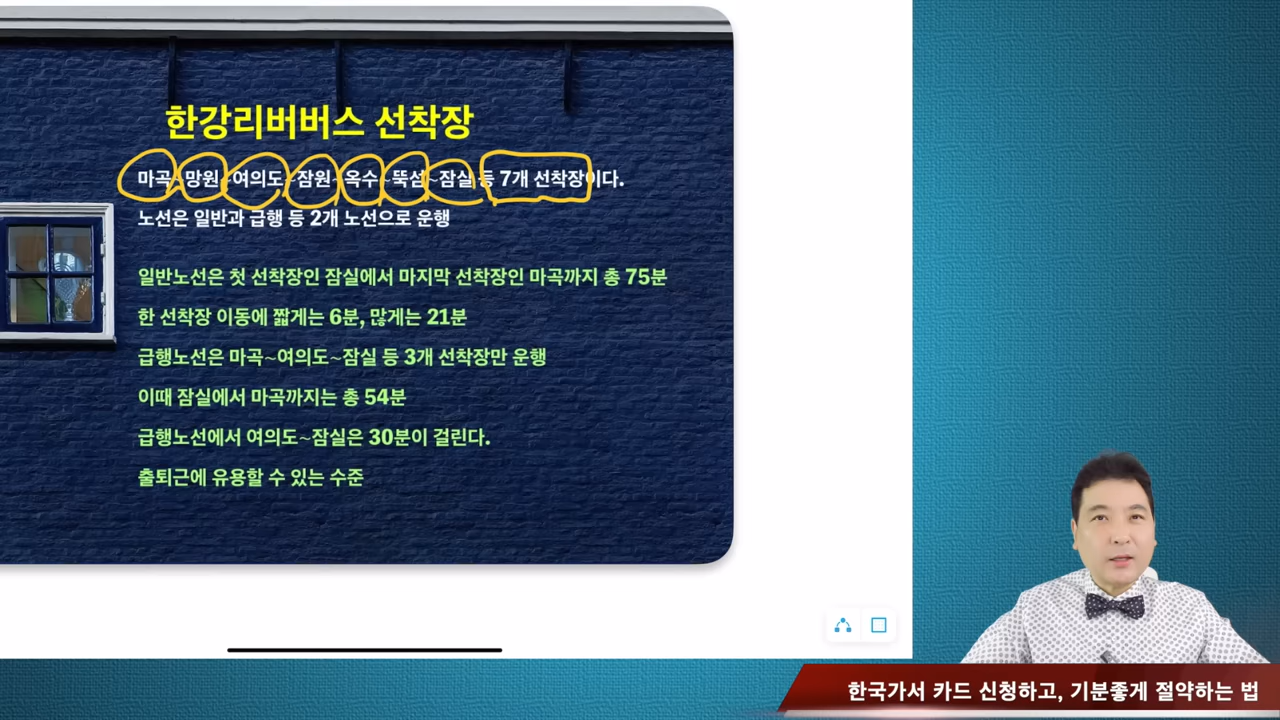 한강리버버스 선착장
마곡~망원~여의도~잠원~옥수~뚝섬~잠실 등 7개 선착장이다.
노선은 일반과 급행 등 2개 노선으로 운행
일반노선은 첫 선착장인 잠실에서 마지막 선착장인 마곡까지 총 75분
한 선착장 이동에 짧게는 6분, 많게는 21분
급행노선은 마곡~여의도~잠실 등 3개 선착장만 운행
이때 잠실에서 마곡까지는 총 54분
급행노선에서 여의도~잠실은 30분이 걸린다.
출퇴근에 유용할 수 있는 수준
한국가서 카드 신청하고, 기분좋게 절약하는 법